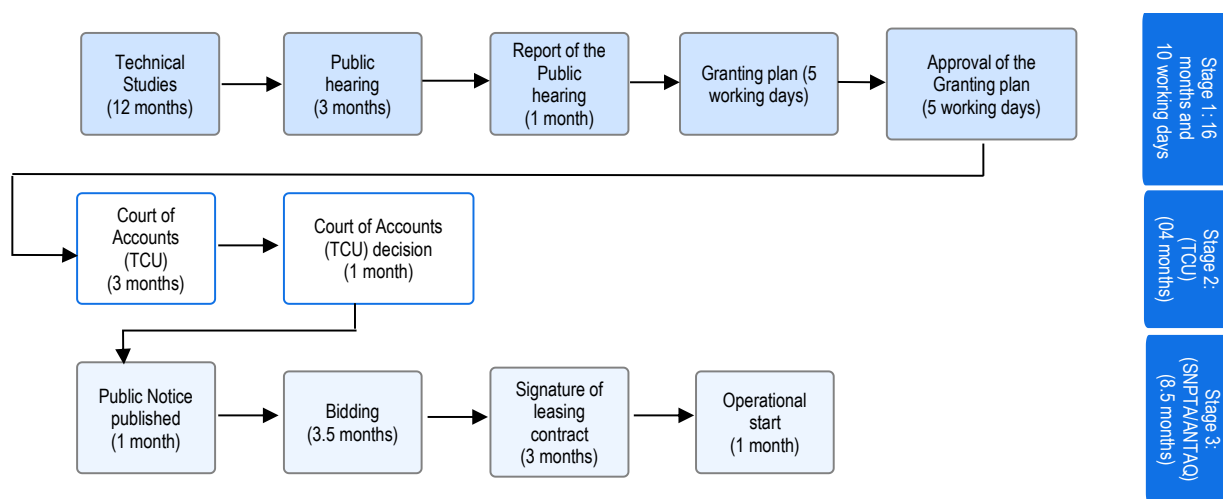 Technical
Studies
(12 months)
Public
hearing
(3 months)
Report of the
Public
hearing
(1 month)
Granting plan (5
working days)
Approval of the
Granting plan
(5 working days)
Stage 1: 16
months and
10 working days
Court of
Accounts
(TCU)
(3 months)
Court of Accounts
(TCU) decision
(1 month)
Stage 2:
(TCU)
(04 months)
Public Notice
published
(1 month)
Bidding
(3.5 months)
Signature of
leasing
contract
(3 months)
Operational
start
(1 month)
Stage 3:
(SNPTA/ANTAQ)
(8.5 months)